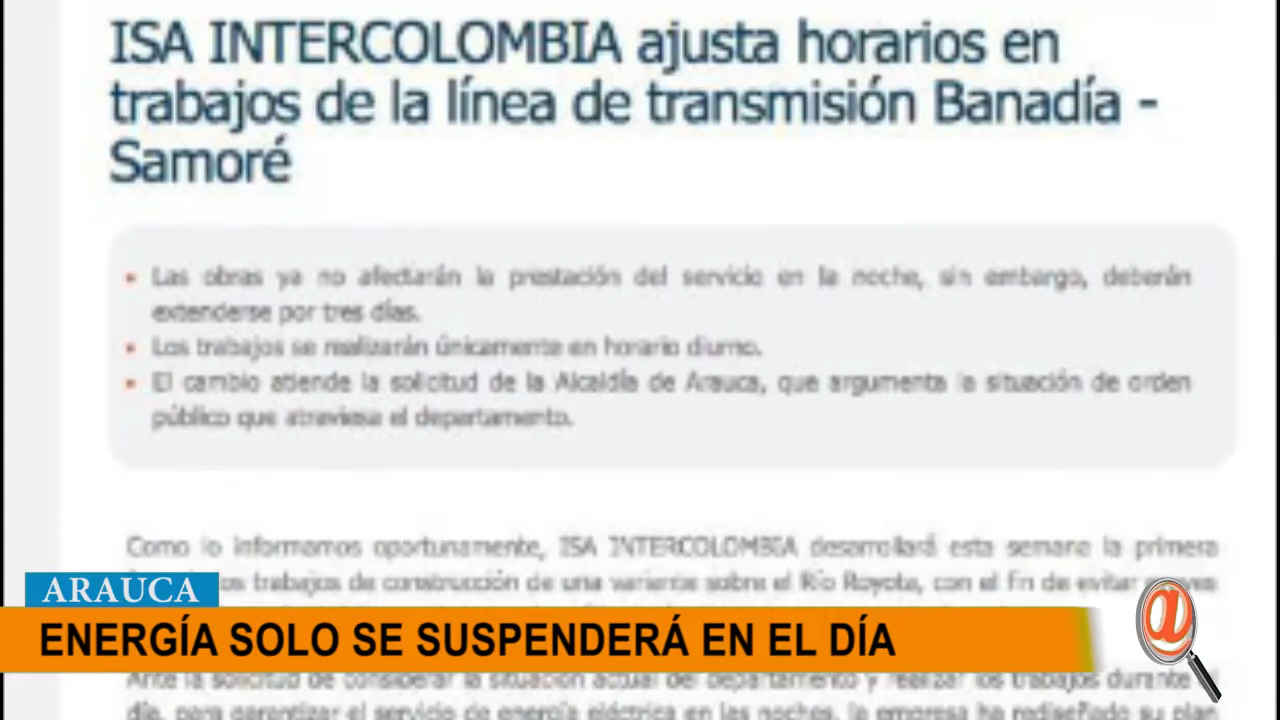 ISA INTERCOLOMBIA ajusta horarios en
trabajos de la línea de transmisión Banadía -
Samoré
• Las obras ya no afectarán la prestación del servicio en la noche, sin embargo, deberán
extenderse por tres días.
• Los trabajos se realizarán únicamente en horario diurno.
• El cambio atiende la solicitud de la Alcaldía de Arauca, que argumenta la situación de orden
público que atraviesa el departamento.
Como lo informamos oportunamente, ISA INTERCOLOMBIA desarrollará esta semana la primera
trabajos de construcción de una variante sobre el Río Royota, con el fin de evitar
ARAUCA
ENERGÍA SOLO SE SUSPENDERÁ EN EL DÍA
@
Ante la solicitud de considerar la situación actual del departamento y realizar los trabajos durante el
día, para garantizar el servicio de energía eléctrica en las noches, la empresa ha rediseñado su plan